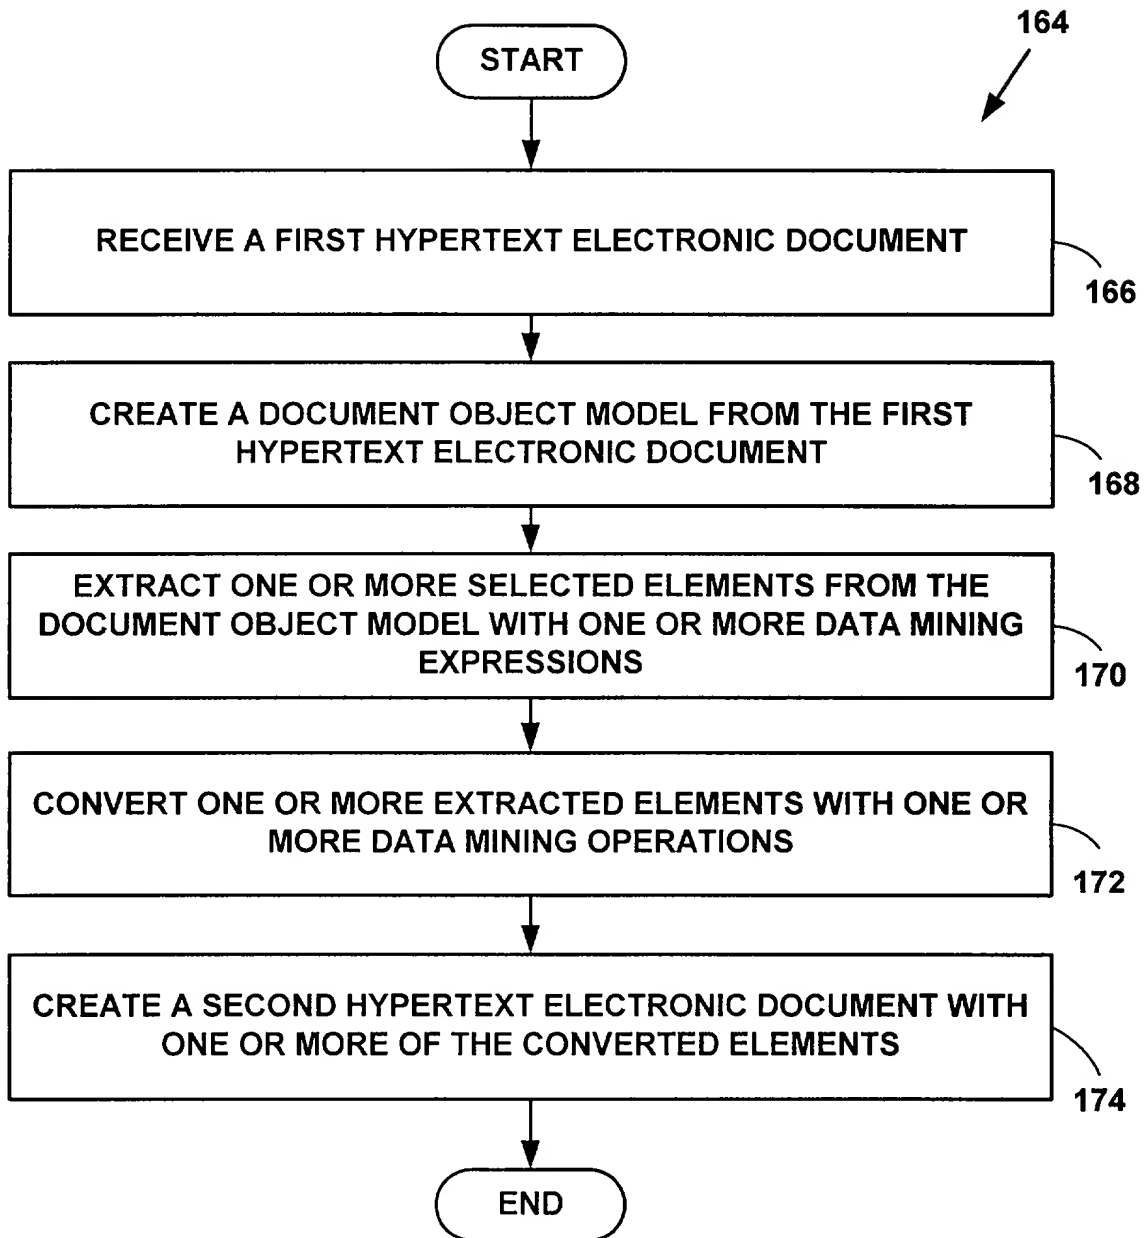 164
START
RECEIVE A FIRST HYPERTEXT ELECTRONIC DOCUMENT
166
CREATE A DOCUMENT OBJECT MODEL FROM THE FIRST
HYPERTEXT ELECTRONIC DOCUMENT
168
EXTRACT ONE OR MORE SELECTED ELEMENTS FROM THE
DOCUMENT OBJECT MODEL WITH ONE OR MORE DATA MINING
EXPRESSIONS
170
CONVERT ONE OR MORE EXTRACTED ELEMENTS WITH ONE OR
MORE DATA MINING OPERATIONS
172
CREATE A SECOND HYPERTEXT ELECTRONIC DOCUMENT WITH
ONE OR MORE OF THE CONVERTED ELEMENTS
174
END